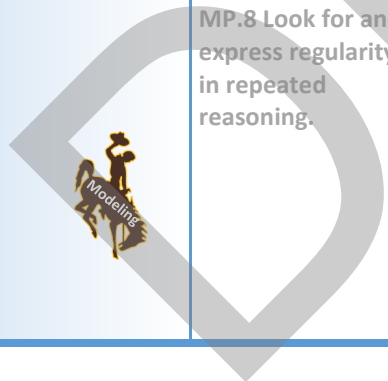 MP.8 Look for an
express regularity
in repeated
reasoning.
Modeling